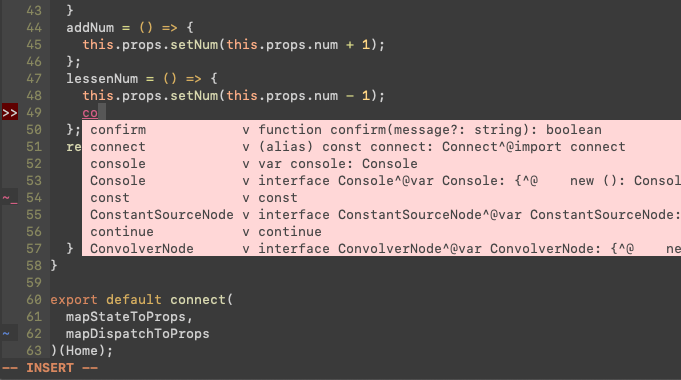 43 }
44 addNum = () => {
45 this.props.setNum(this.props.num + 1);
46 };
47 lessenNum = () => {
48 this.props.setNum(this.props.num - 1);
>> 49 co
50 }; confirm v function confirm(message?: string): boolean
51 re connect v (alias) const connect: Connect^@import connect
52 console v var console: Console
53 Console v interface Console^@var Console: {^@ new (): Consol
~_ 54 const v const
55 ConstantSourceNode v interface ConstantSourceNode^@var ConstantSourceNode:
56 continue v continue
57 } ConvolverNode v interface ConvolverNode^@var ConvolverNode: {^@ ne
58 }
59
60 export default connect(
61 mapStateToProps,
~ 62 mapDispatchToProps
63 )(Home);
-- INSERT --